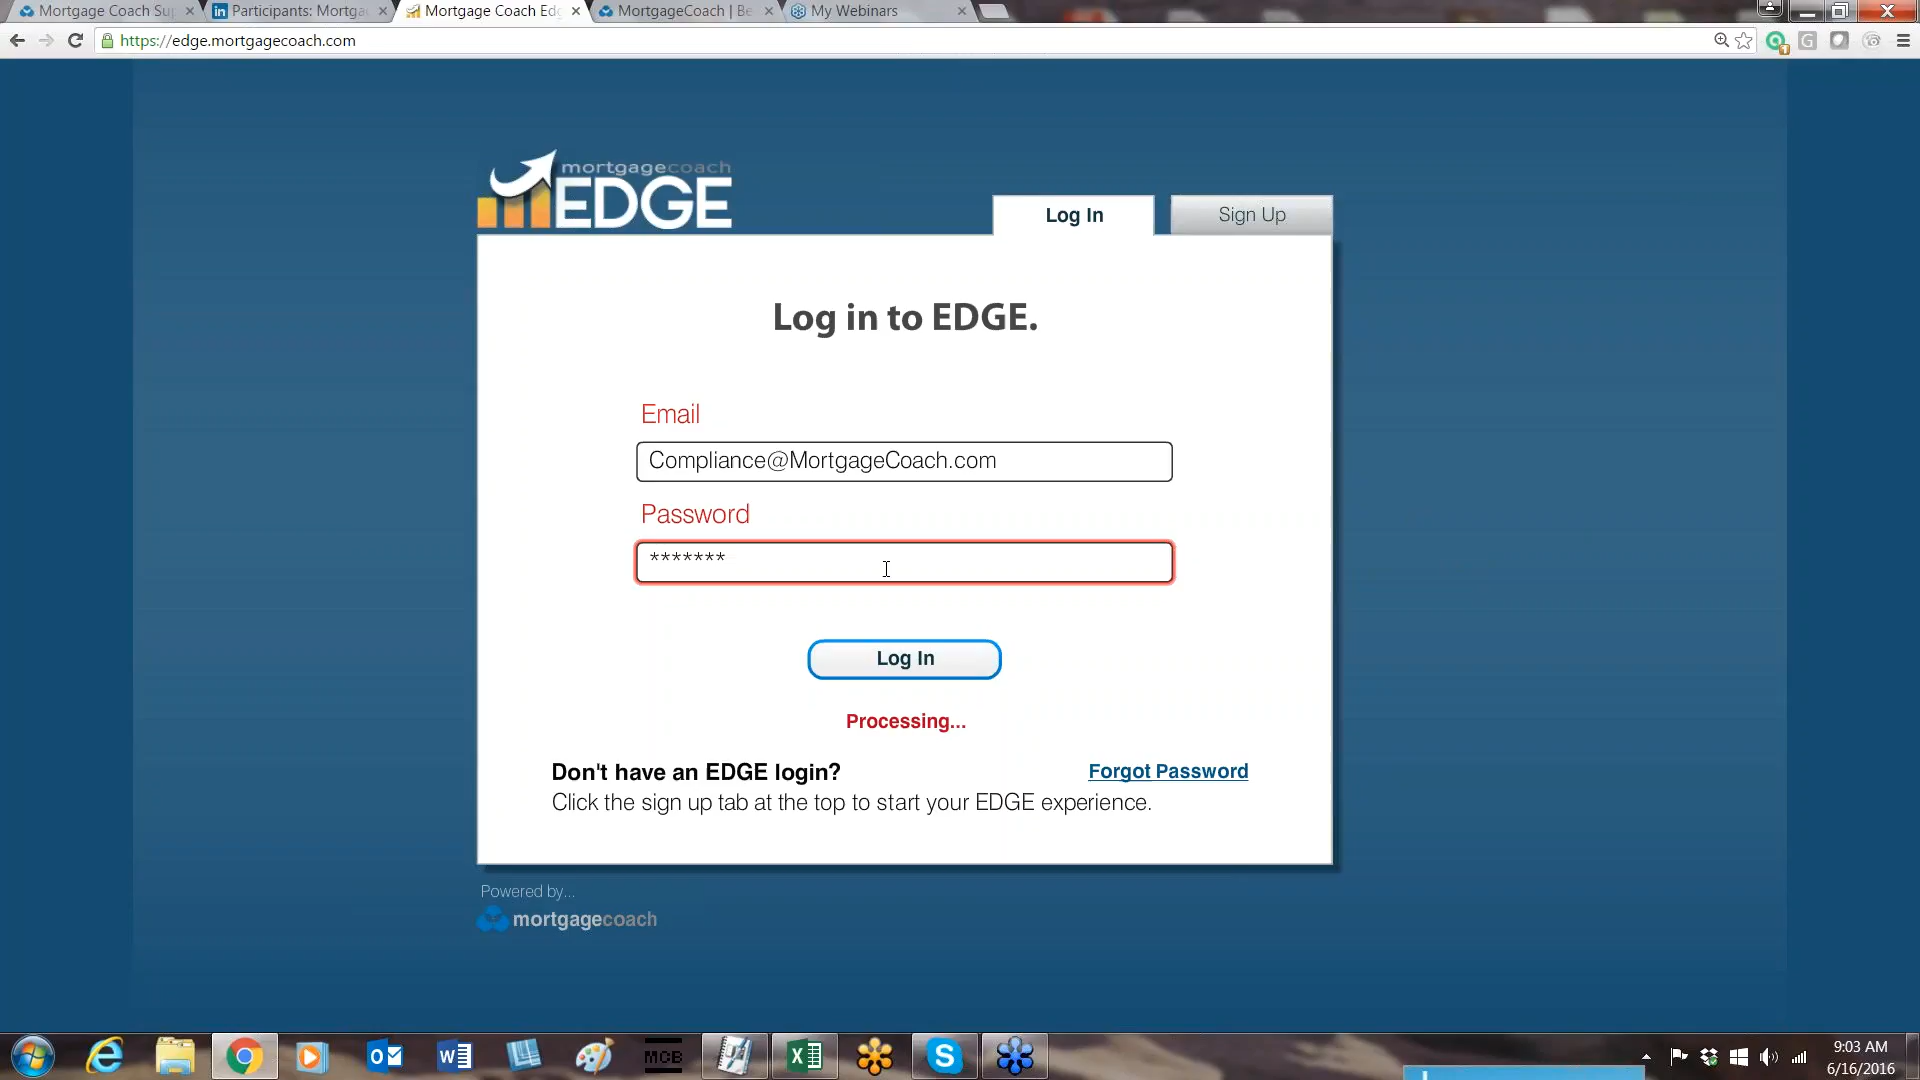 Mortgage Coach Sup
Participants: Mortga
Mortgage Coach Edg
MortgageCoach | Be
My Webinars
https://edge.mortgagecoach.com
mortgagecoach
EDGE
Log In
Sign Up
Log in to EDGE.
Email
Compliance@MortgageCoach.com
Password
*******
Log In
Processing...
Don't have an EDGE login?
Forgot Password
Click the sign up tab at the top to start your EDGE experience.
Powered by...
mortgagecoach
MCB
9:03 AM
6/16/2016